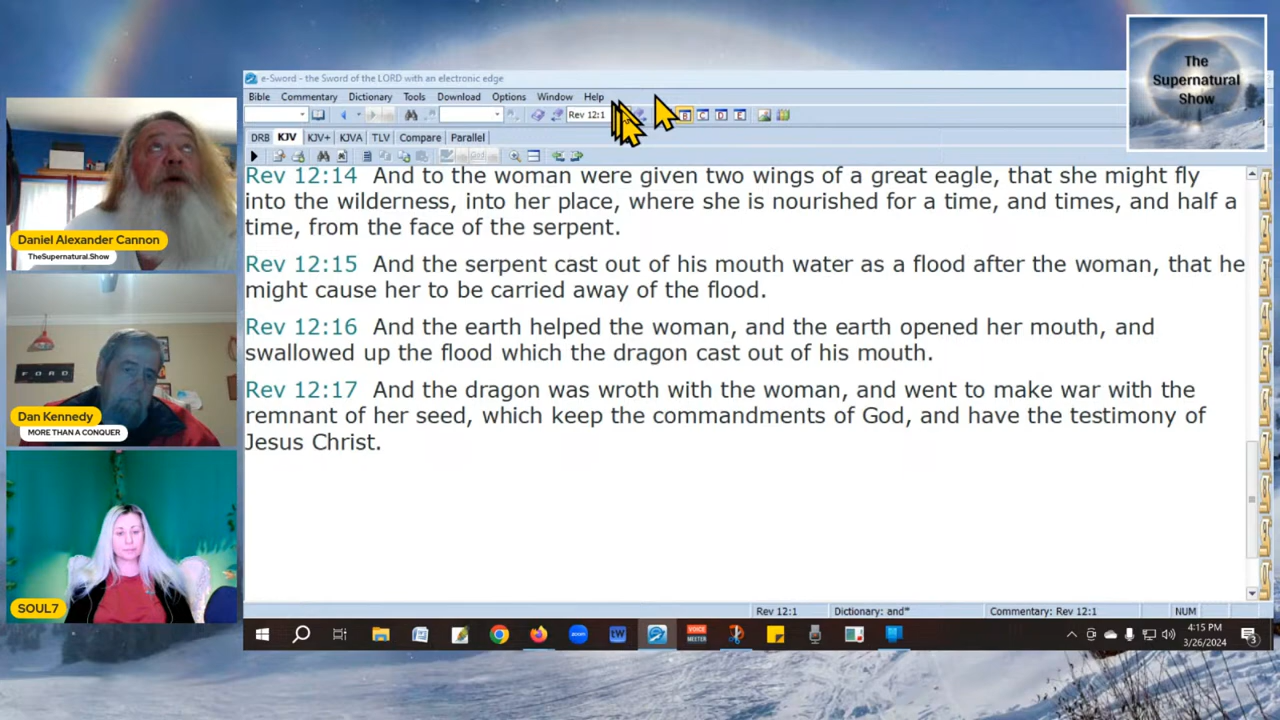 The
Supernatural
Show
e-Sword - the Sword of the LORD with an electronic edge
Bible Commentary Dictionary Tools Download Options Window Help
Rev 12:1
B C D E
DRB KJV KJV+ KJVA TLV Compare Parallel
Rev 12:14 And to the woman were given two wings of a great eagle, that she might fly
into the wilderness, into her place, where she is nourished for a time, and times, and half a
time, from the face of the serpent.
Rev 12:15 And the serpent cast out of his mouth water as a flood after the woman, that he
might cause her to be carried away of the flood.
Rev 12:16 And the earth helped the woman, and the earth opened her mouth, and
swallowed up the flood which the dragon cast out of his mouth.
Rev 12:17 And the dragon was wroth with the woman, and went to make war with the
remnant of her seed, which keep the commandments of God, and have the testimony of
Jesus Christ.
Daniel Alexander Cannon
TheSupernatural.Show
FORD
Dan Kennedy
MORE THAN A CONQUER
SOUL7
Rev 12:1 Dictionary: and* Commentary: Rev 12:1 NUM
zoom
tW
VOICE
MEETER
4:15 PM
3/26/2024
3